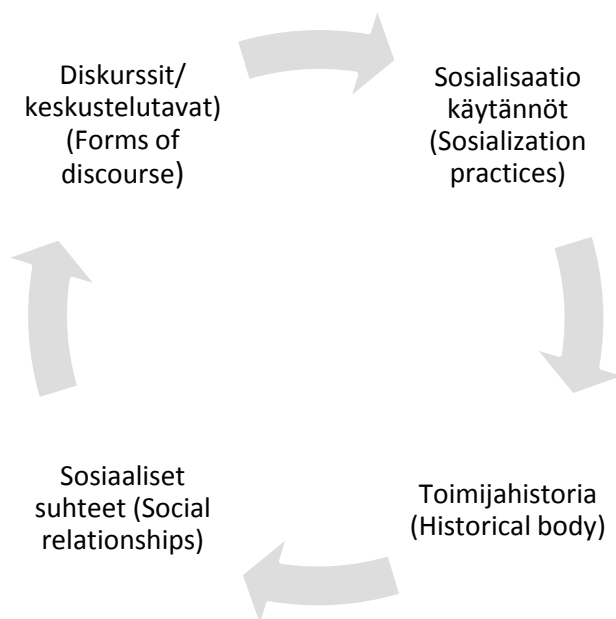 Diskurssit/
keskustelutavat)
(Forms of
discourse)
Sosialisaatio
käytännöt
(Sosialization
practices)
Toimijahistoria
(Historical body)
Sosiaaliset
suhteet (Social
relationships)